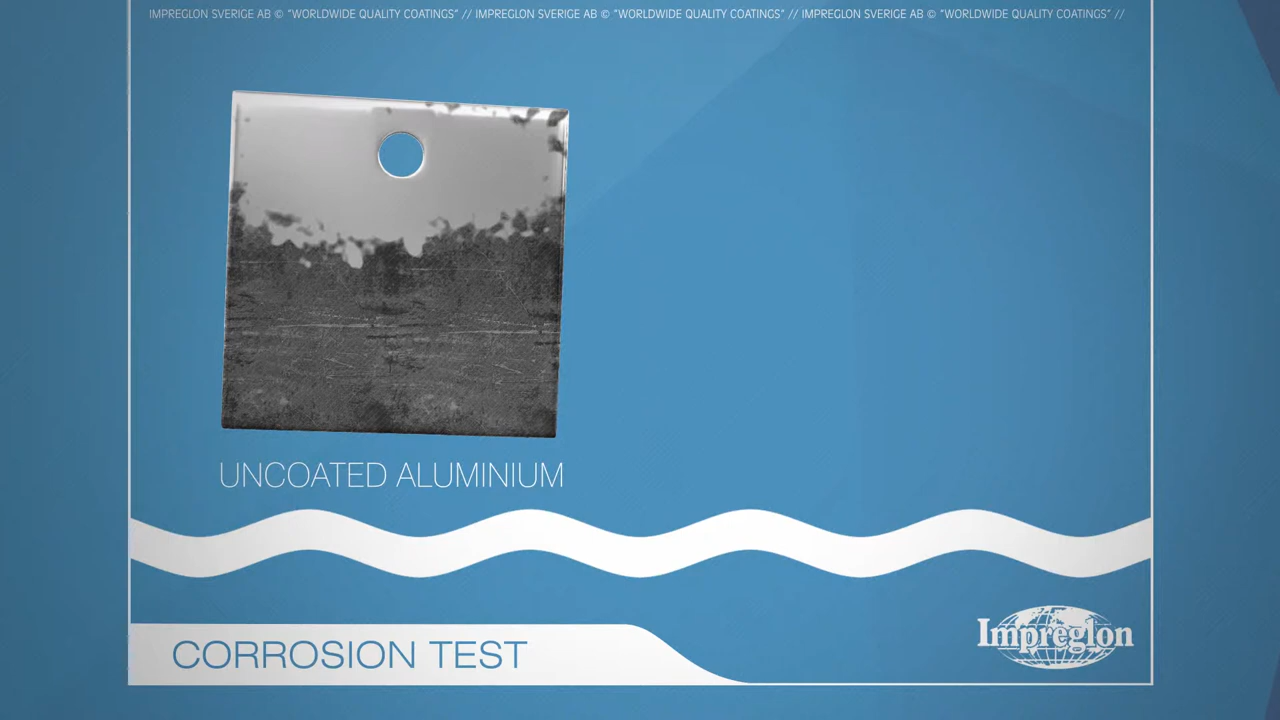 IMPREGLON SVERIGE AB © "WORLDWIDE QUALITY COATINGS" // IMPREGLON SVERIGE AB © "WORLDWIDE QUALITY COATINGS" // IMPREGLON SVERIGE AB © "WORLDWIDE QUALITY COATINGS" //
UNCOATED ALUMINIUM
CORROSION TEST
Impreglon